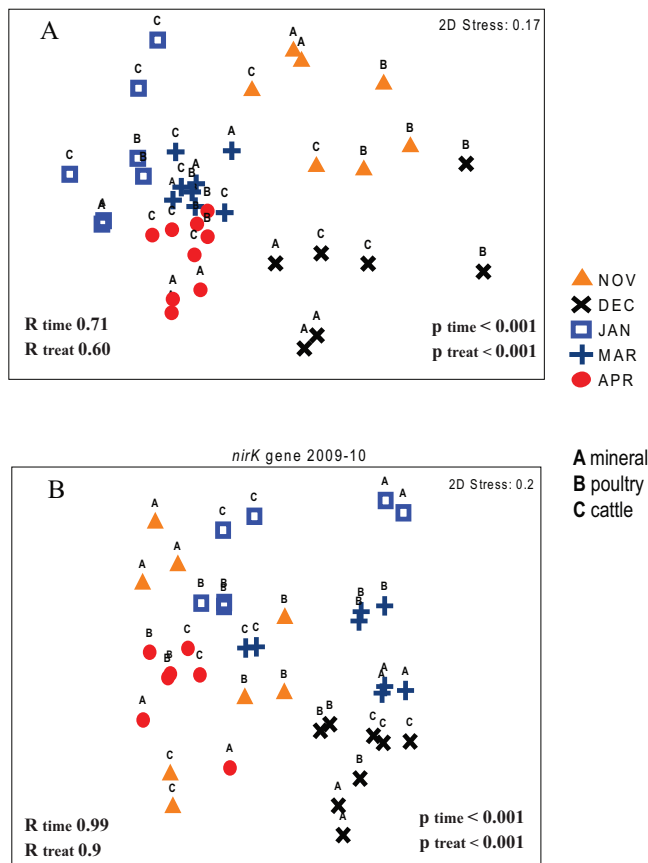 A
2D Stress: 0.17
C
A
A
C
C
B
B
B
C
A
C
B
B
B
C
C
A
B
A
B
C
A
B
C
C
B
C
A
C
C
B
A
A
A
A
R time 0.71
R treat 0.60
p time < 0.001
p treat < 0.001
NOV
DEC
JAN
MAR
APR
A mineral
B poultry
C cattle
nirK gene 2009-10
B
2D Stress: 0.2
A
A
A
C
C
A
A
B
B
B
B
B
B
B
B
C
C
C
B
B
B
C
A
A
A
B
B
A
B
B
C
C
C
B
A
C
C
A
A
R time 0.99
R treat 0.9
p time < 0.001
p treat < 0.001